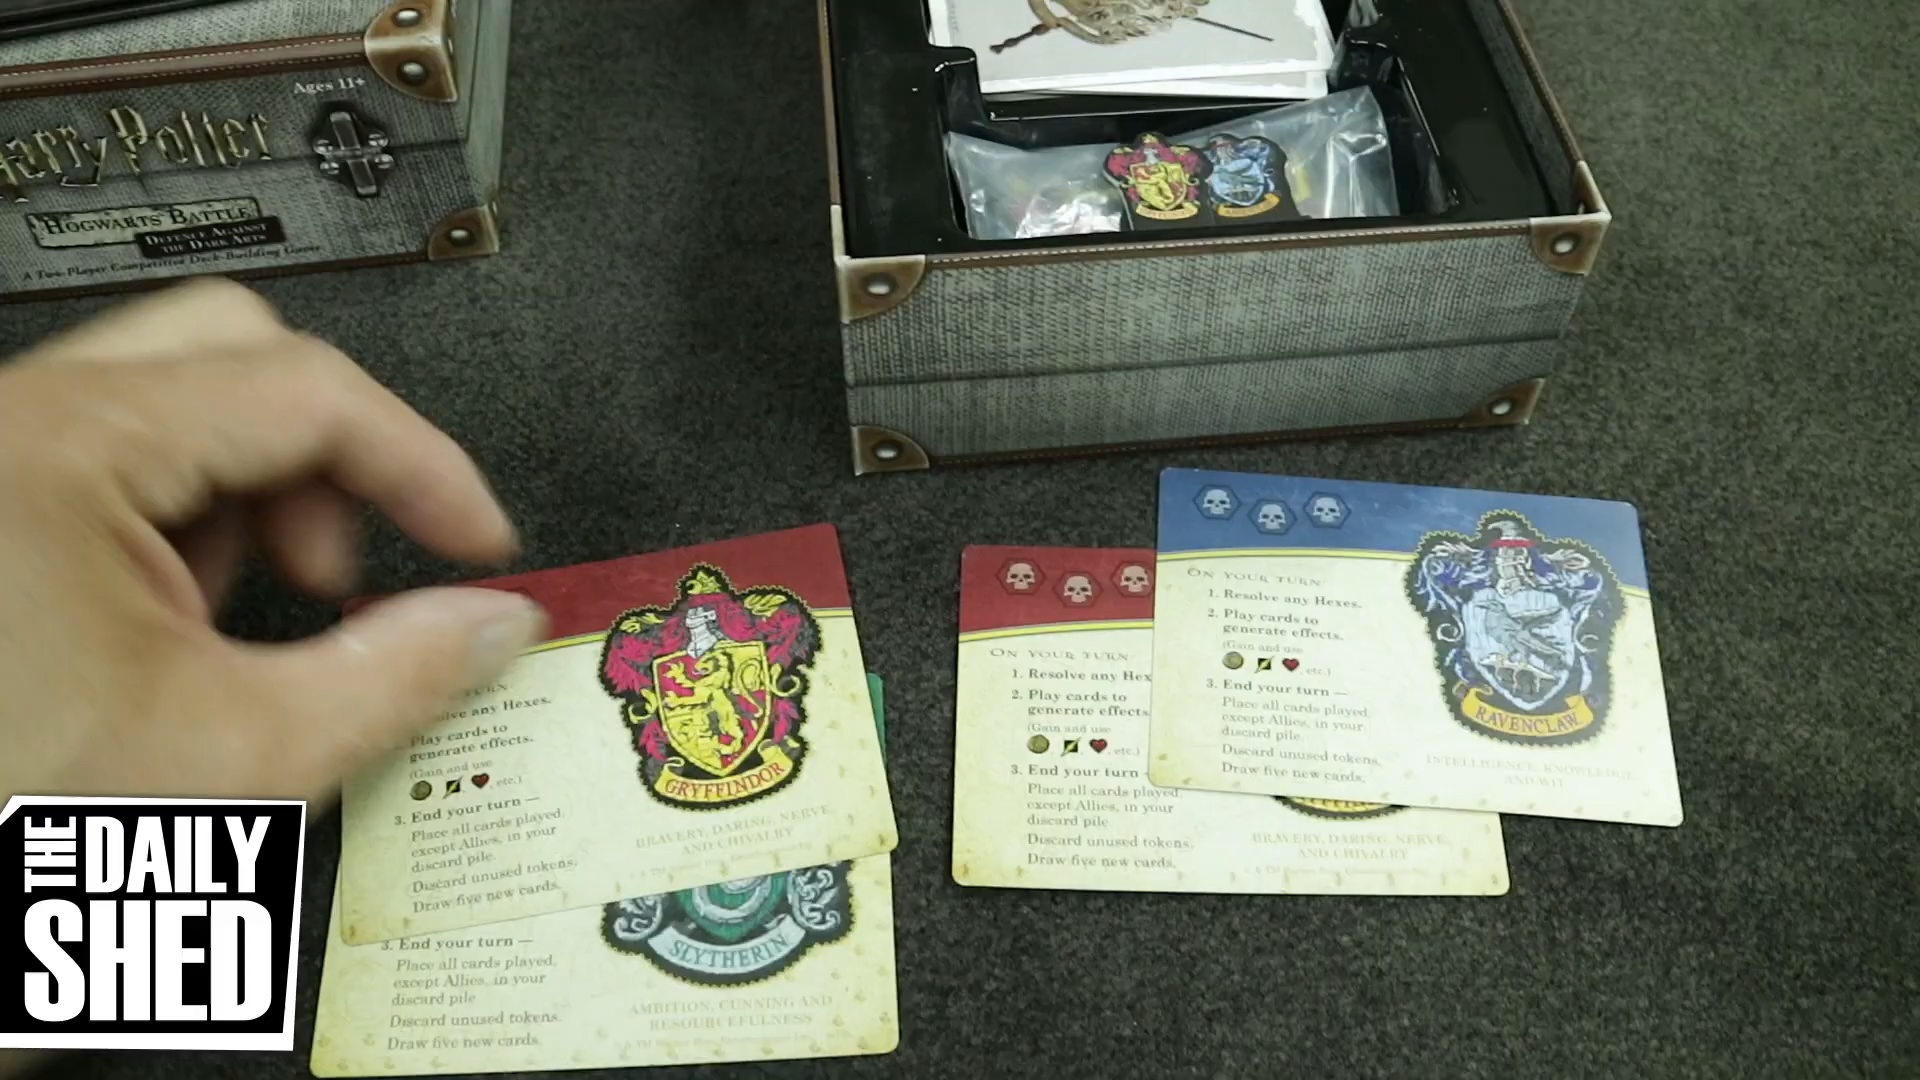 Ages 11+
Harry Potter
HOGWARTS BATTLE
DEFENCE AGAINST
THE DARK ARTS
A Two-Player Competitive Deck-Building Game
GRYFFINDOR
RAVENCLAW
ON YOUR TURN:
1. Resolve any Hexes.
2. Play cards to
generate effects.
(Gain and use
, etc.)
3. End your turn —
Place all cards played,
except Allies, in your
discard pile.
Discard unused tokens.
Draw five new cards.
RAVENCLAW
INTELLIGENCE, KNOWLEDGE,
AND WIT
ON YOUR TURN:
1. Resolve any Hex
2. Play cards to
generate effects.
(Gain and use
, etc.)
3. End your turn
Place all cards played,
except Allies, in your
discard pile.
Discard unused tokens.
Draw five new cards.
BRAVERY, DARING, NERVE,
AND CHIVALRY
TURN:
solve any Hexes.
Play cards to
generate effects.
(Gain and use
, etc.)
3. End your turn —
Place all cards played,
except Allies, in your
discard pile.
Discard unused tokens.
Draw five new cards.
GRYFFINDOR
BRAVERY, DARING, NERVE,
AND CHIVALRY
3. End your turn —
Place all cards played,
except Allies, in your
discard pile
Discard unused tokens.
Draw five new cards.
SLYTHERIN
AMBITION, CUNNING AND
RESOURCEFULNESS
THE
DAILY
SHED